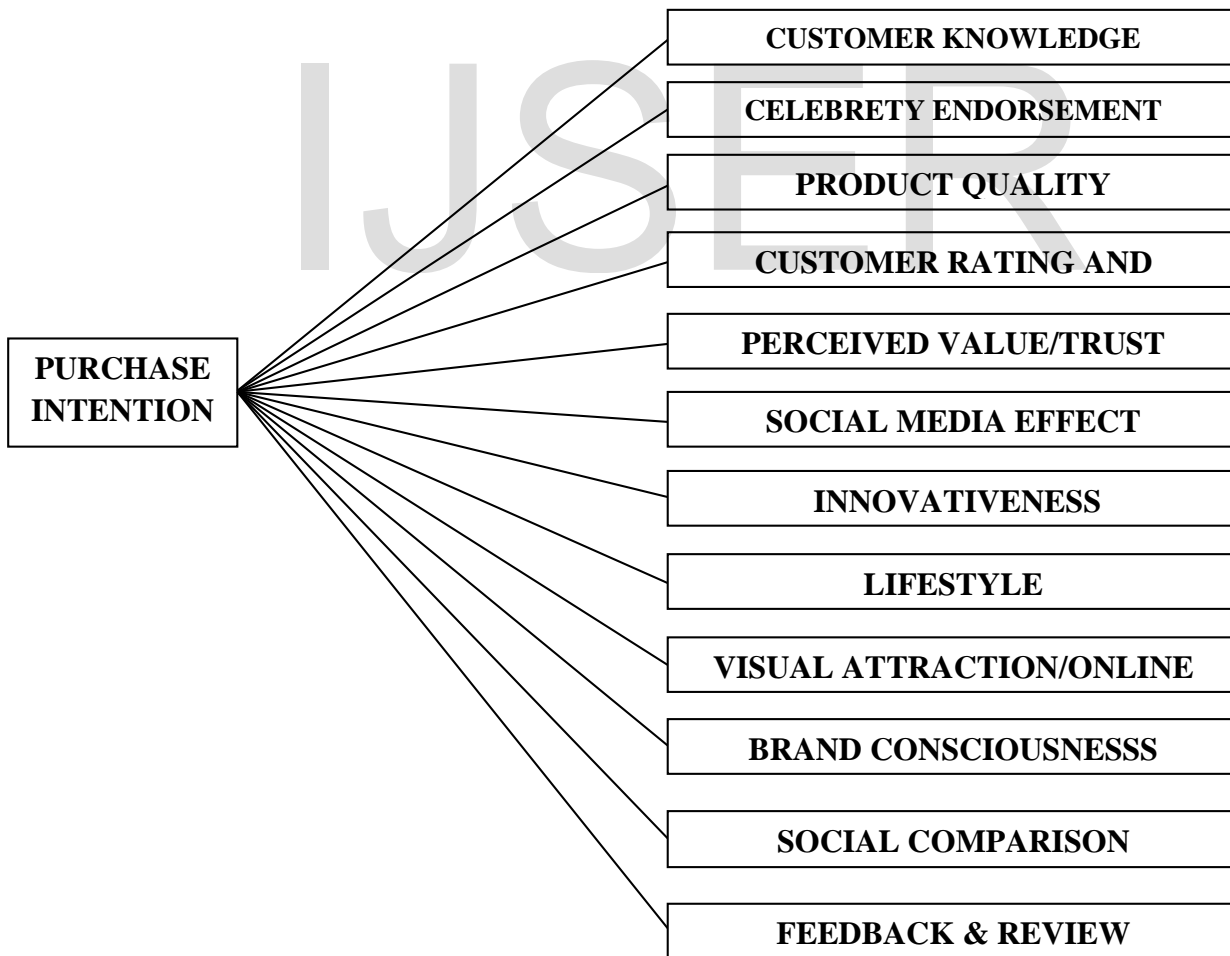 CUSTOMER KNOWLEDGE
IJSER
CELEBRETY ENDORSEMENT
PRODUCT QUALITY
CUSTOMER RATING AND
PERCEIVED VALUE/TRUST
PURCHASE
INTENTION
SOCIAL MEDIA EFFECT
INNOVATIVENESS
LIFESTYLE
VISUAL ATTRACTION/ONLINE
BRAND CONSCIOUSNESSS
SOCIAL COMPARISON
FEEDBACK & REVIEW